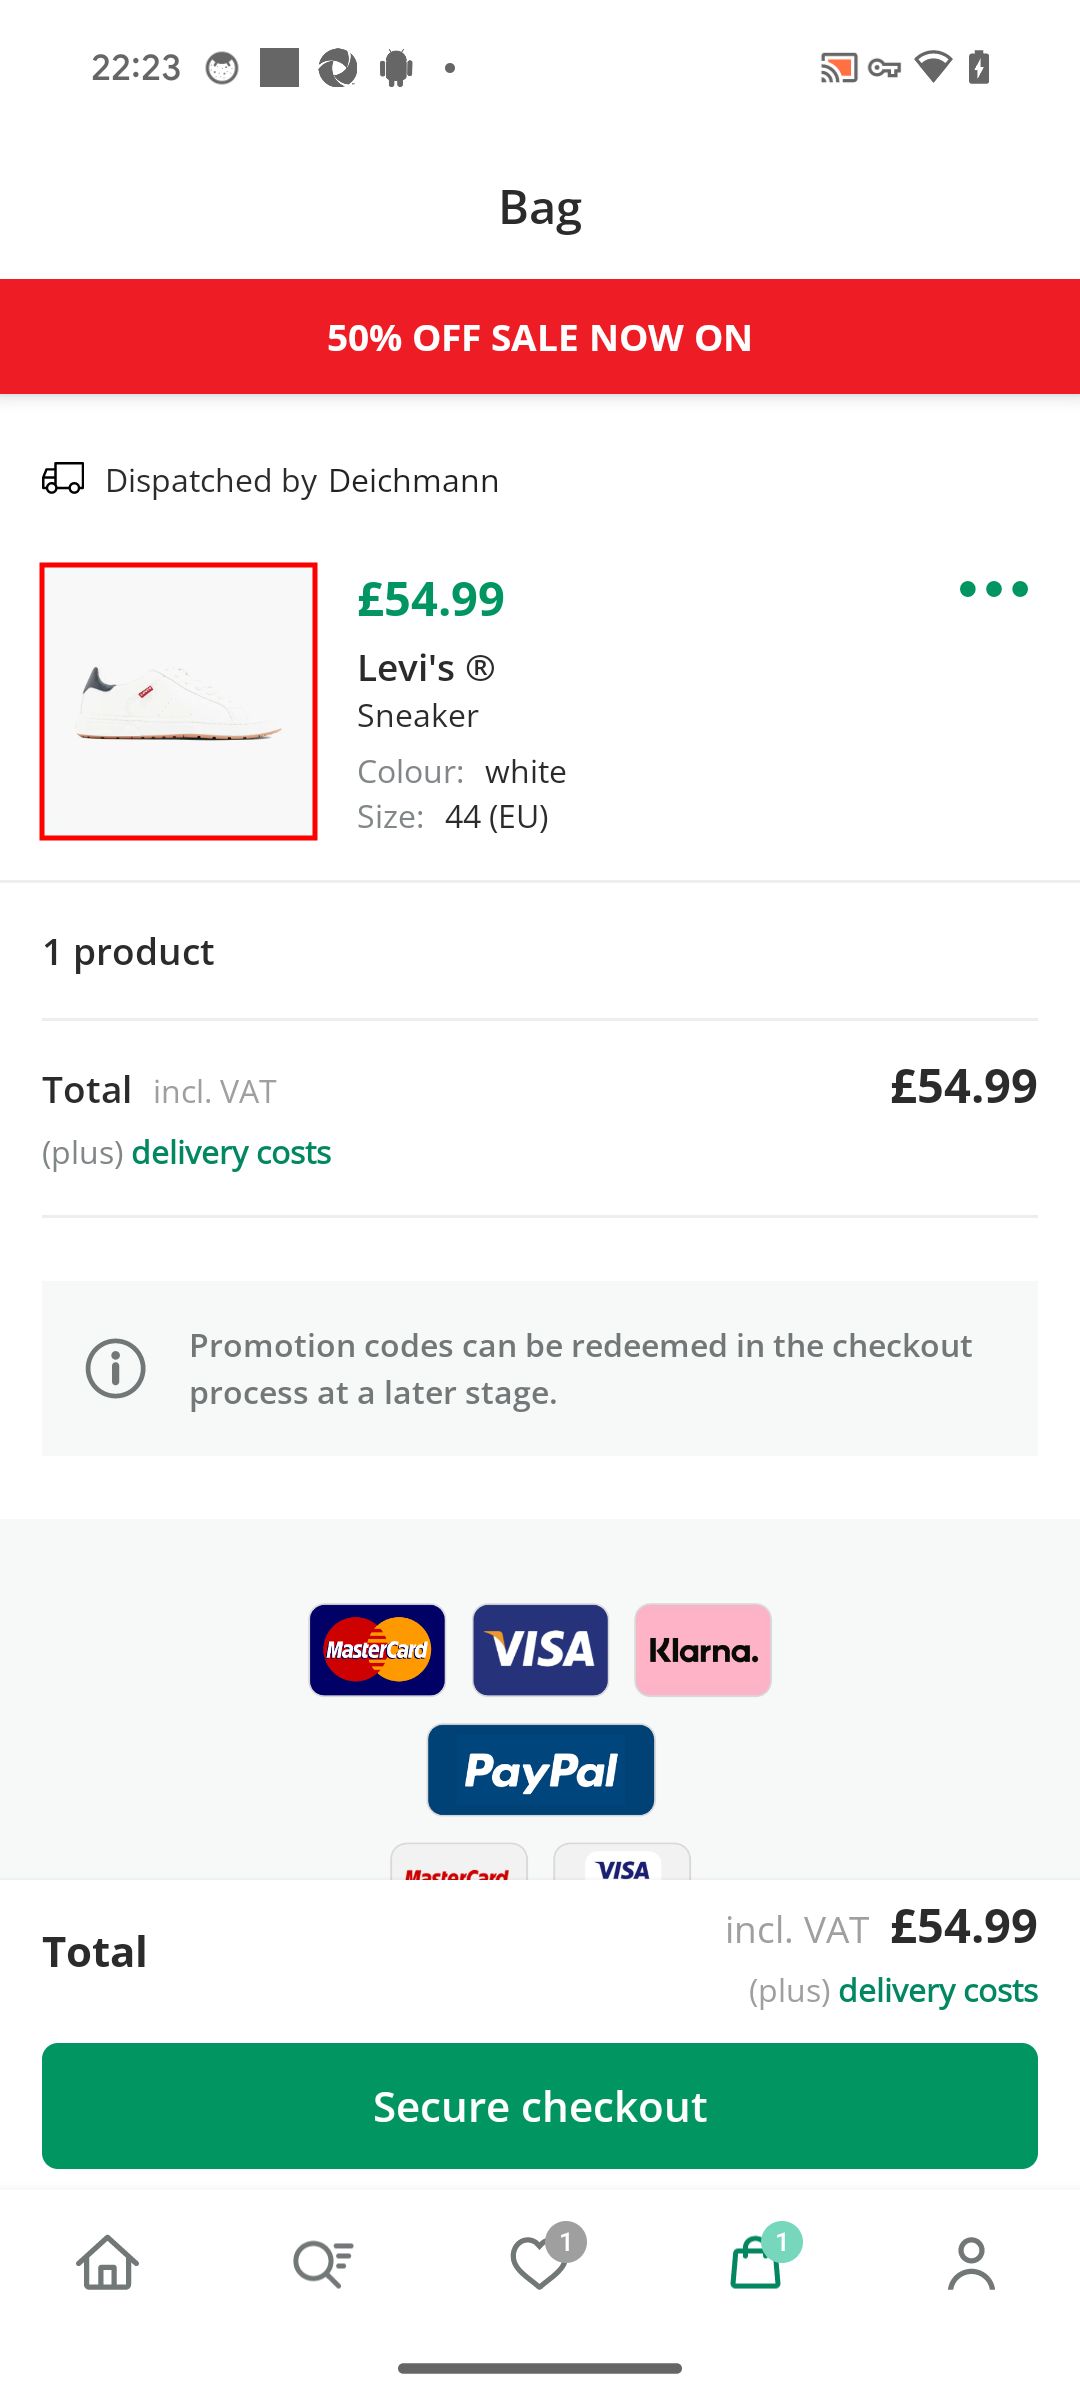 22:23
Bag
50% OFF SALE NOW ON
Dispatched by Deichmann
£54.99
Levi's ®
Sneaker
Colour: white
Size: 44 (EU)
1 product
Total incl. VAT £54.99
(plus) delivery costs
Promotion codes can be redeemed in the checkout
process at a later stage.
MasterCard VISA Klarna.
PayPal
MasterCard VISA
Total incl. VAT £54.99
(plus) delivery costs
Secure checkout
1 1